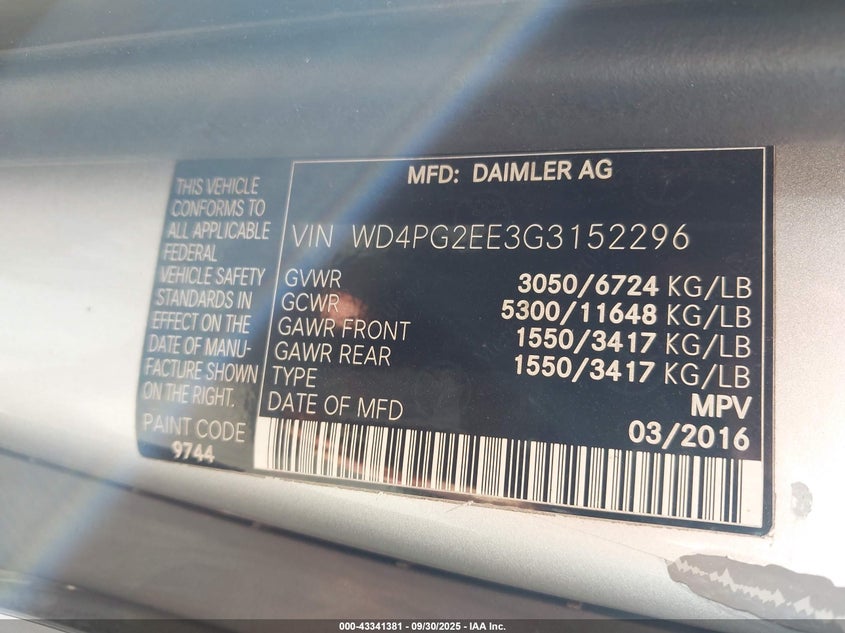 MFD: DAIMLER AG
THIS VEHICLE
CONFORMS TO
ALL APPLICABLE
FEDERAL
VEHICLE SAFETY
STANDARDS IN
EFFECT ON THE
DATE OF MANU-
FACTURE SHOWN
ON THE RIGHT.
PAINT CODE
9744
VIN WD4PG2EE3G3152296
GVWR 3050/6724 KG/LB
GCWR 5300/11648 KG/LB
GAWR FRONT 1550/3417 KG/LB
GAWR REAR 1550/3417 KG/LB
TYPE MPV
DATE OF MFD 03/2016
000-43341381 - 09/30/2025 - IAA Inc.